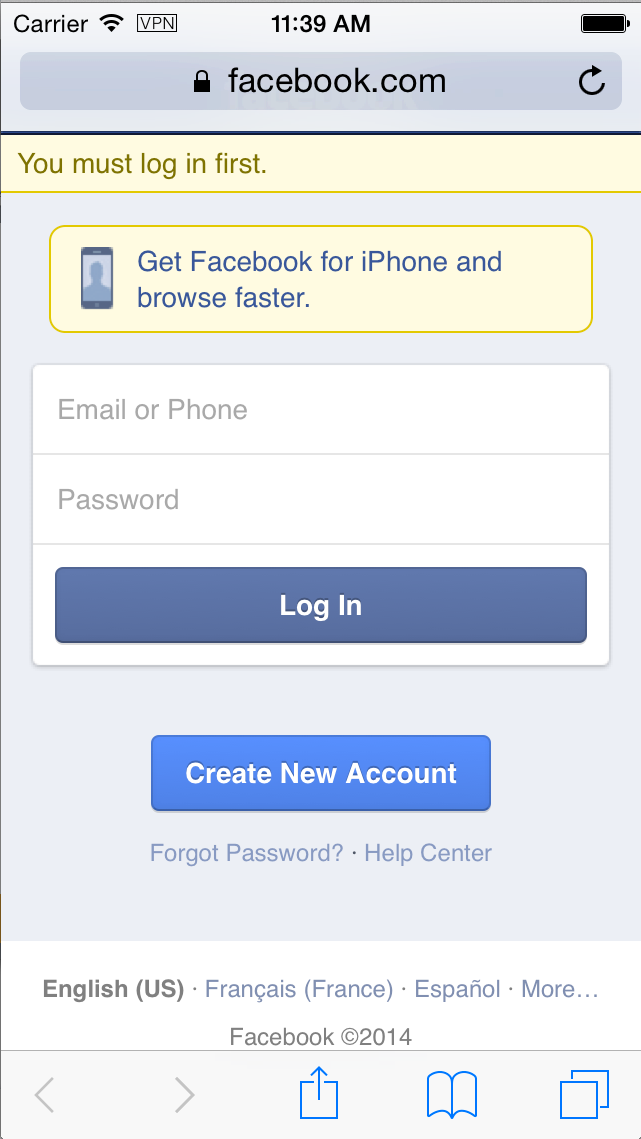 Carrier VPN 11:39 AM
facebook.com
You must log in first.
Get Facebook for iPhone and
browse faster.
Email or Phone
Password
Log In
Create New Account
Forgot Password? · Help Center
English (US) · Français (France) · Español · More…
Facebook ©2014